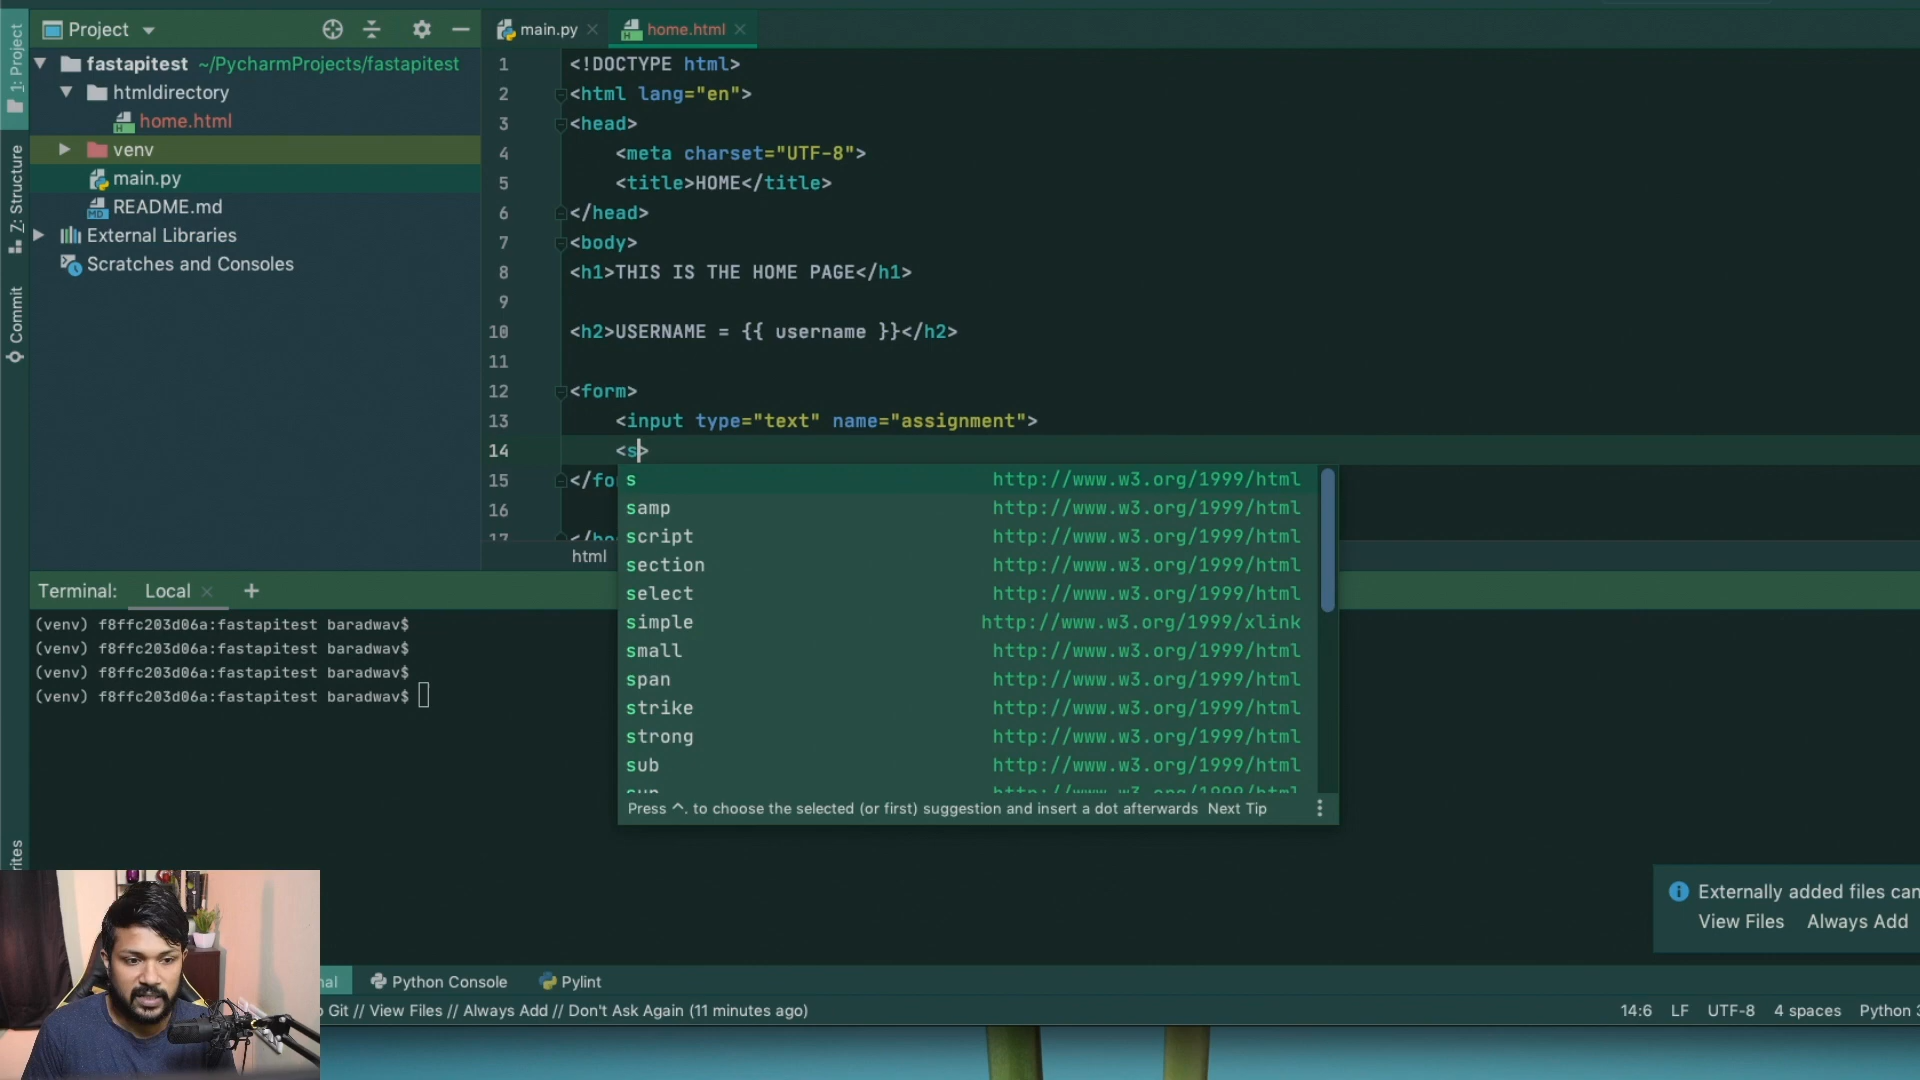 Project
main.py
home.html
1: Project
Z: Structure
Commit
rites
fastapitest ~/PycharmProjects/fastapitest
htmldirectory
home.html
venv
main.py
README.md
External Libraries
Scratches and Consoles
1 <!DOCTYPE html>
2 <html lang="en">
3 <head>
4 <meta charset="UTF-8">
5 <title>HOME</title>
6 </head>
7 <body>
8 <h1>THIS IS THE HOME PAGE</h1>
9
10 <h2>USERNAME = {{ username }}</h2>
11
12 <form>
13 <input type="text" name="assignment">
14 <s>
15 </fo
16
17
html
s http://www.w3.org/1999/html
samp http://www.w3.org/1999/html
script http://www.w3.org/1999/html
section http://www.w3.org/1999/html
select http://www.w3.org/1999/html
simple http://www.w3.org/1999/xlink
small http://www.w3.org/1999/html
span http://www.w3.org/1999/html
strike http://www.w3.org/1999/html
strong http://www.w3.org/1999/html
sub http://www.w3.org/1999/html
Press ^. to choose the selected (or first) suggestion and insert a dot afterwards Next Tip
Terminal: Local +
(venv) f8ffc203d06a:fastapitest baradwav$
(venv) f8ffc203d06a:fastapitest baradwav$
(venv) f8ffc203d06a:fastapitest baradwav$
(venv) f8ffc203d06a:fastapitest baradwav$
Externally added files can
View Files Always Add
nal Python Console Pylint
o Git // View Files // Always Add // Don't Ask Again (11 minutes ago)
14:6 LF UTF-8 4 spaces Python 3